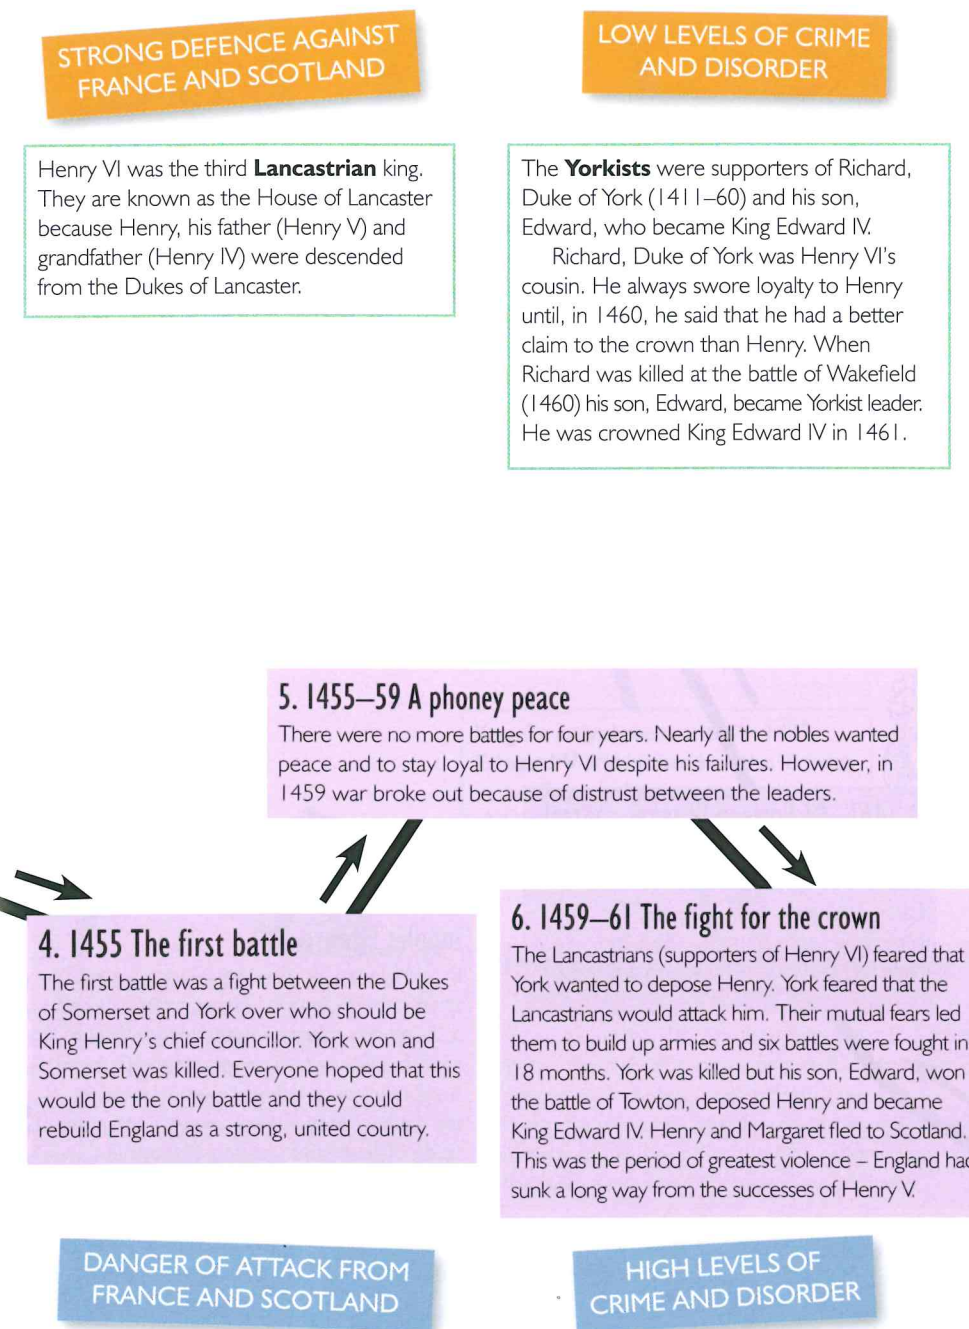 STRONG DEFENCE AGAINST
FRANCE AND SCOTLAND
LOW LEVELS OF CRIME
AND DISORDER
Henry VI was the third Lancastrian king.
They are known as the House of Lancaster
because Henry, his father (Henry V) and
grandfather (Henry IV) were descended
from the Dukes of Lancaster.
The Yorkists were supporters of Richard,
Duke of York (1411–60) and his son,
Edward, who became King Edward IV.
Richard, Duke of York was Henry VI's
cousin. He always swore loyalty to Henry
until, in 1460, he said that he had a better
claim to the crown than Henry. When
Richard was killed at the battle of Wakefield
(1460) his son, Edward, became Yorkist leader.
He was crowned King Edward IV in 1461.
5. 1455–59 A phoney peace
There were no more battles for four years. Nearly all the nobles wanted
peace and to stay loyal to Henry VI despite his failures. However, in
1459 war broke out because of distrust between the leaders.
4. 1455 The first battle
The first battle was a fight between the Dukes
of Somerset and York over who should be
King Henry's chief councillor. York won and
Somerset was killed. Everyone hoped that this
would be the only battle and they could
rebuild England as a strong, united country.
6. 1459–61 The fight for the crown
The Lancastrians (supporters of Henry VI) feared that
York wanted to depose Henry. York feared that the
Lancastrians would attack him. Their mutual fears led
them to build up armies and six battles were fought in
18 months. York was killed but his son, Edward, won
the battle of Towton, deposed Henry and became
King Edward IV. Henry and Margaret fled to Scotland.
This was the period of greatest violence – England had
sunk a long way from the successes of Henry V.
DANGER OF ATTACK FROM
FRANCE AND SCOTLAND
HIGH LEVELS OF
CRIME AND DISORDER